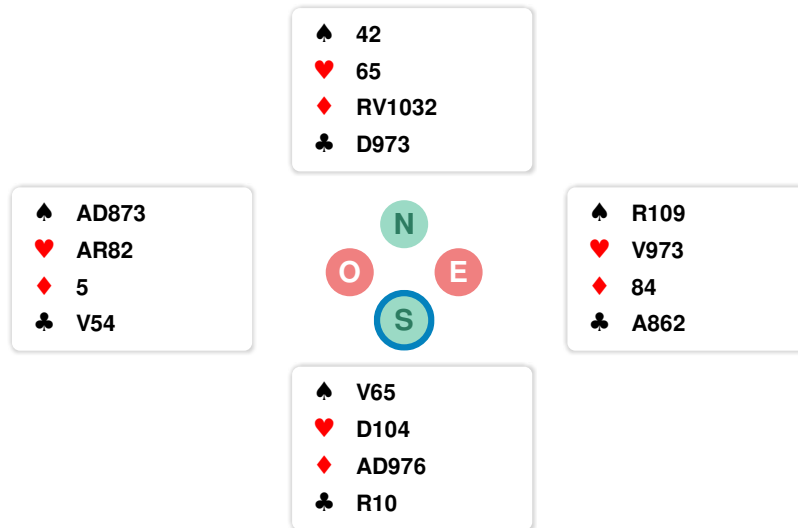 ♠ 42
♥ 65
♦ RV1032
♣ D973
♠ AD873
♥ AR82
♦ 5
♣ V54
N
O E
S
♠ R109
♥ V973
♦ 84
♣ A862
♠ V65
♥ D104
♦ AD976
♣ R10